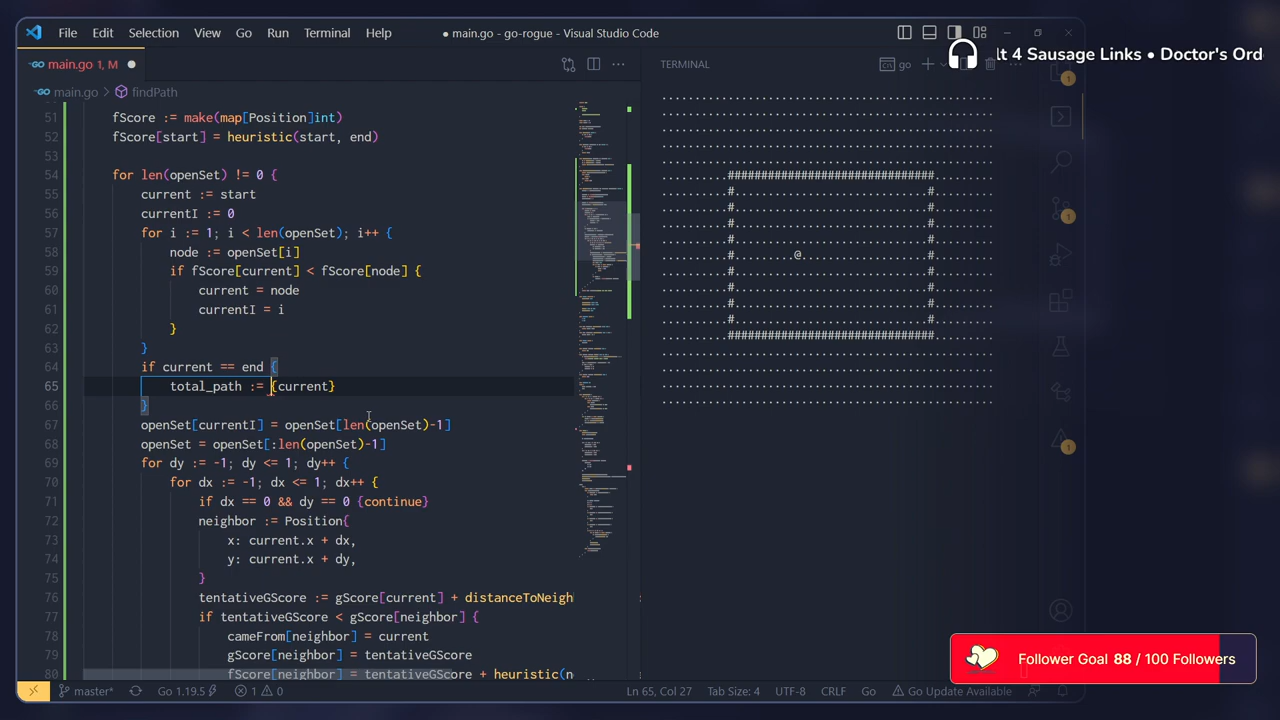 File Edit Selection View Go Run Terminal Help
● main.go - go-rogue - Visual Studio Code
lt 4 Sausage Links • Doctor's Ord
main.go 1, M
TERMINAL
go
main.go > findPath
51 fScore := make(map[Position]int)
52 fScore[start] = heuristic(start, end)
53
54 for len(openSet) != 0 {
55 current := start
56 currentI := 0
57 for i := 1; i < len(openSet); i++ {
58 node := openSet[i]
59 if fScore[current] < fScore[node] {
60 current = node
61 currentI = i
62 }
63 }
64 if current == end {
65 total_path := {current}
66 }
67 openSet[currentI] = openSet[len(openSet)-1]
68 openSet = openSet[:len(openSet)-1]
69 for dy := -1; dy <= 1; dy++ {
70 for dx := -1; dx <= 1; dx++ {
71 if dx == 0 && dy == 0 {continue}
72 neighbor := Position{
73 x: current.x + dx,
74 y: current.x + dy,
75 }
76 tentativeGScore := gScore[current] + distanceToNeigh
77 if tentativeGScore < gScore[neighbor] {
78 cameFrom[neighbor] = current
79 gScore[neighbor] = tentativeGScore
80 fScore[neighbor] = tentativeGScore + heuristic(n
@
Follower Goal 88 / 100 Followers
master* Go 1.19.5 1 0 Ln 65, Col 27 Tab Size: 4 UTF-8 CRLF Go Go Update Available